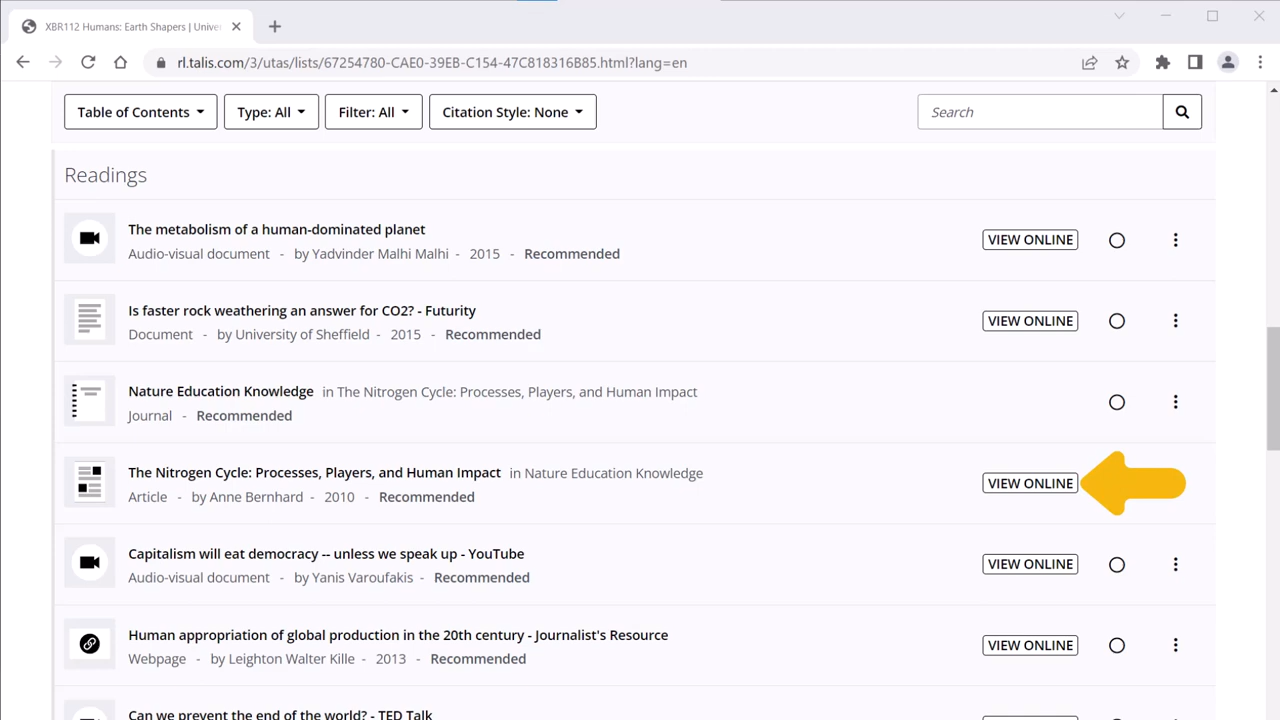 XBR112 Humans: Earth Shapers | Unive
rl.talis.com/3/utas/lists/67254780-CAE0-39EB-C154-47C818316B85.html?lang=en
Table of Contents Type: All Filter: All Citation Style: None Search
Readings
The metabolism of a human-dominated planet
Audio-visual document - by Yadvinder Malhi Malhi - 2015 - Recommended
VIEW ONLINE
Is faster rock weathering an answer for CO2? - Futurity
Document - by University of Sheffield - 2015 - Recommended
VIEW ONLINE
Nature Education Knowledge in The Nitrogen Cycle: Processes, Players, and Human Impact
Journal - Recommended
The Nitrogen Cycle: Processes, Players, and Human Impact in Nature Education Knowledge
Article - by Anne Bernhard - 2010 - Recommended
VIEW ONLINE
Capitalism will eat democracy -- unless we speak up - YouTube
Audio-visual document - by Yanis Varoufakis - Recommended
VIEW ONLINE
Human appropriation of global production in the 20th century - Journalist's Resource
Webpage - by Leighton Walter Kille - 2013 - Recommended
VIEW ONLINE
Can we prevent the end of the world? - TED Talk